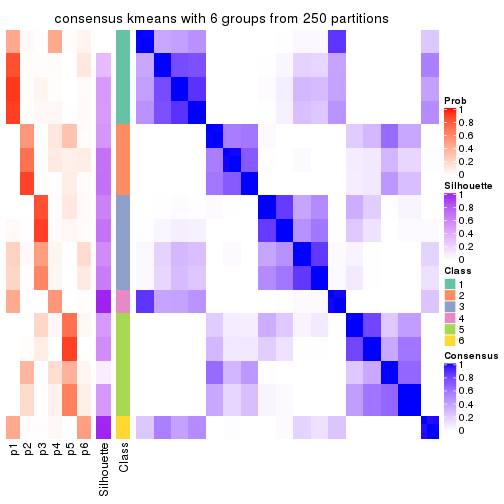 consensus kmeans with 6 groups from 250 partitions
Prob
1
0.8
0.6
0.4
0.2
0
Silhouette
1
0.8
0.6
0.4
0.2
0
Class
1
2
3
4
5
6
Consensus
1
0.8
0.6
0.4
0.2
0
p1
p2
p3
p4
p5
p6
Silhouette
Class